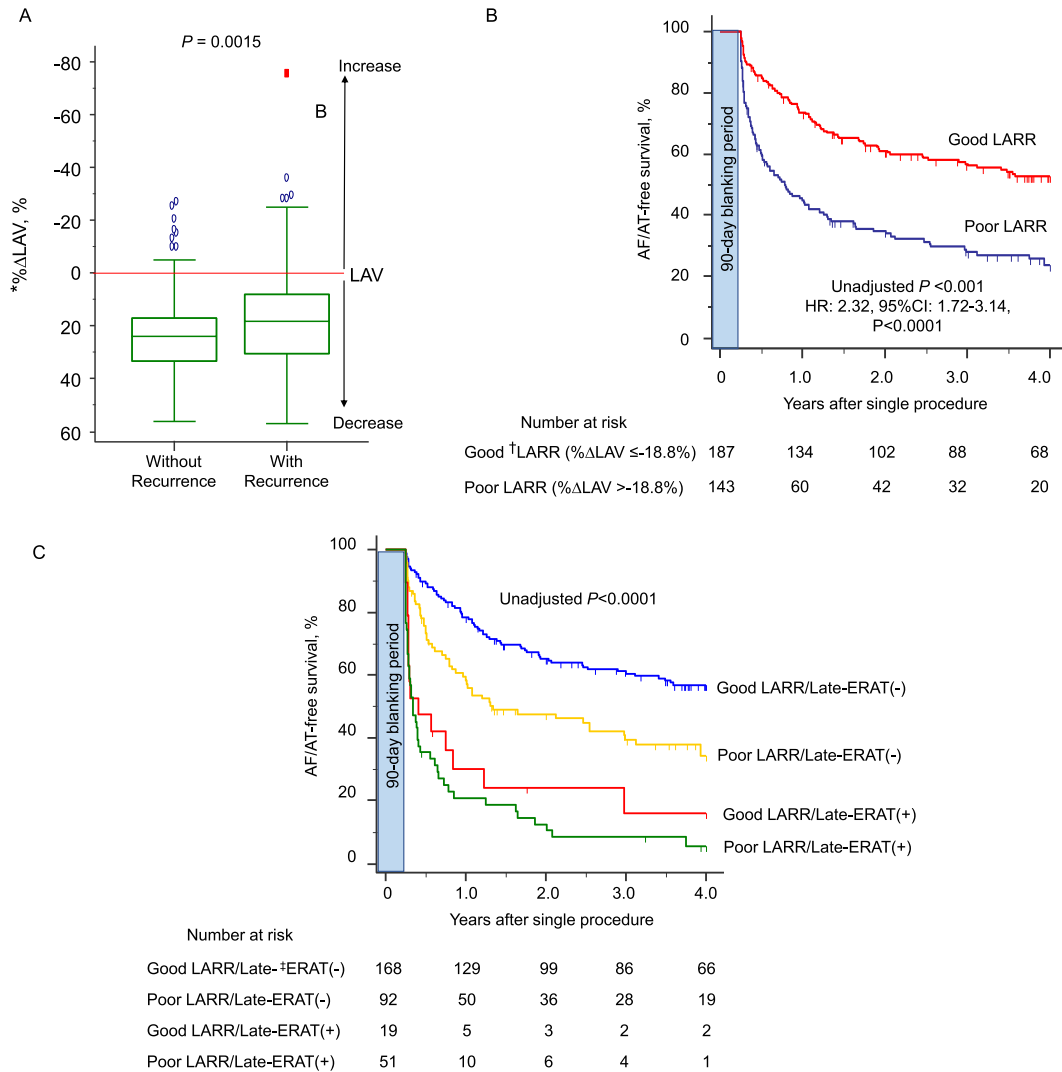 A
P = 0.0015
-80
-60
-40
-20
0
20
40
60
*%ΔLAV, %
Increase
B
LAV
Decrease
Without
Recurrence
With
Recurrence
B
100
80
60
40
20
0
AF/AT-free survival, %
90-day blanking period
Good LARR
Poor LARR
Unadjusted P <0.001
HR: 2.32, 95%CI: 1.72-3.14,
P<0.0001
0 1.0 2.0 3.0 4.0
Years after single procedure
Number at risk
Good †LARR (%ΔLAV ≤-18.8%) 187 134 102 88 68
Poor LARR (%ΔLAV >-18.8%) 143 60 42 32 20
C
100
80
60
40
20
0
AF/AT-free survival, %
90-day blanking period
Unadjusted P<0.0001
Good LARR/Late-ERAT(-)
Poor LARR/Late-ERAT(-)
Good LARR/Late-ERAT(+)
Poor LARR/Late-ERAT(+)
0 1.0 2.0 3.0 4.0
Years after single procedure
Number at risk
Good LARR/Late-‡ERAT(-) 168 129 99 86 66
Poor LARR/Late-ERAT(-) 92 50 36 28 19
Good LARR/Late-ERAT(+) 19 5 3 2 2
Poor LARR/Late-ERAT(+) 51 10 6 4 1